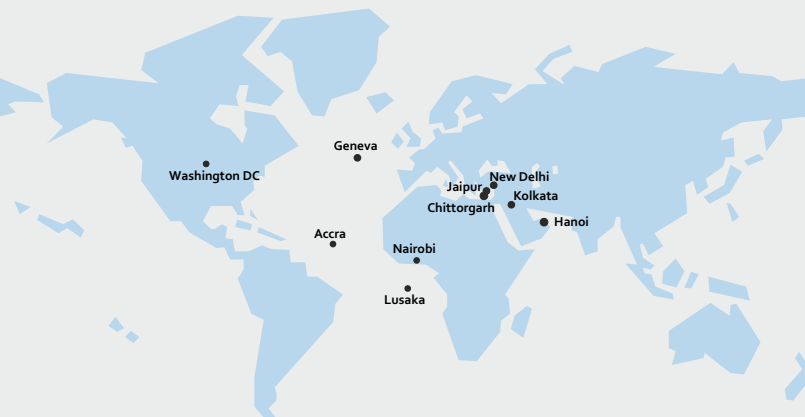 Geneva
Washington DC
New Delhi
Jaipur
Kolkata
Chittorgarh
Hanoi
Accra
Nairobi
Lusaka